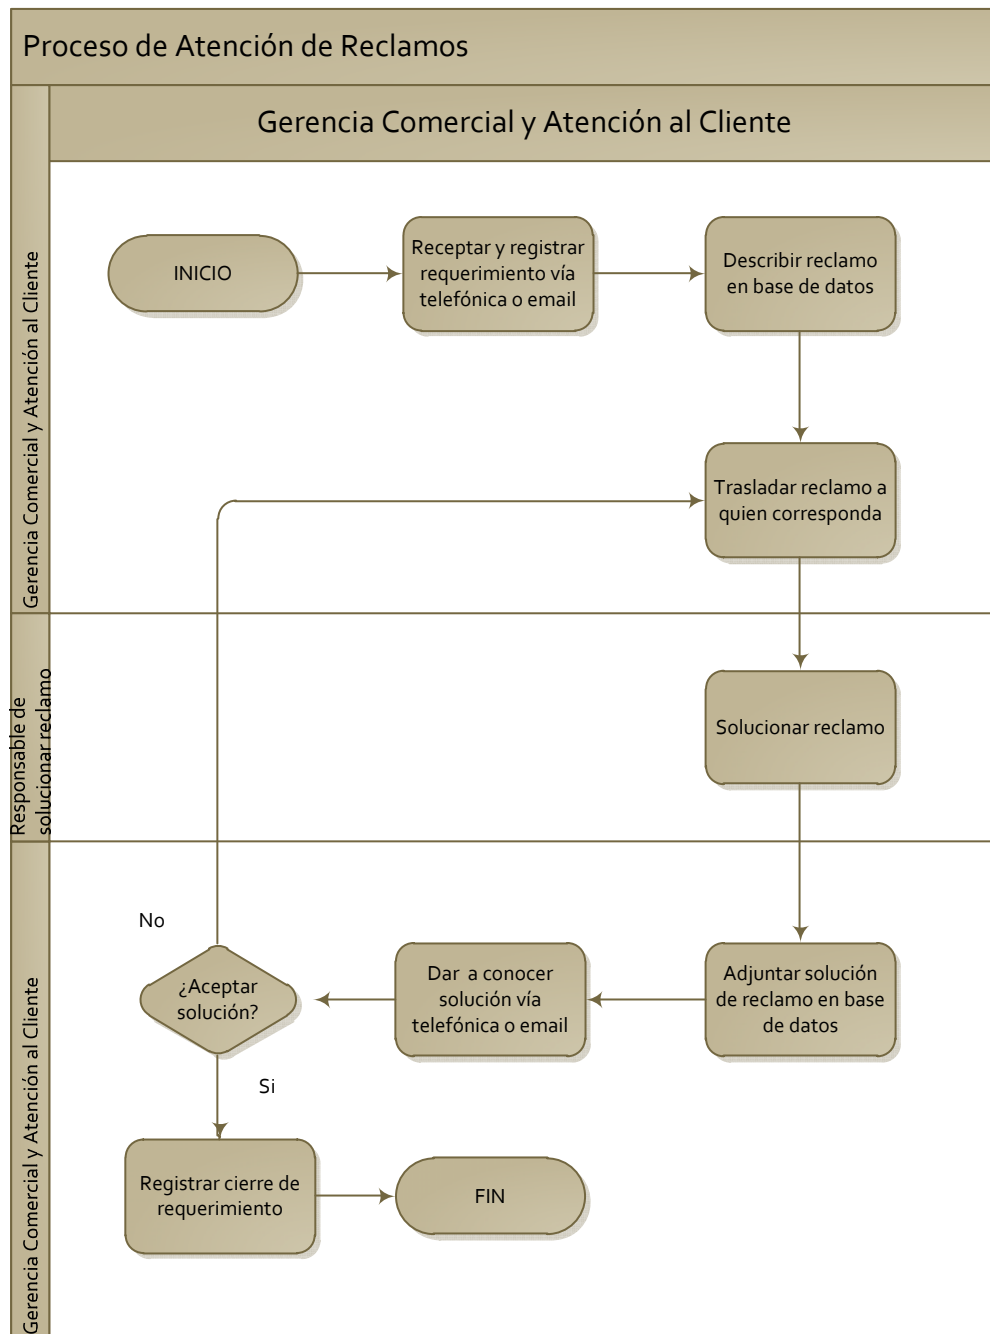 Proceso de Atención de Reclamos
Gerencia Comercial y Atención al Cliente
Gerencia Comercial y Atención al Cliente
INICIO
Receptar y registrar
requerimiento vía
telefónica o email
Describir reclamo
en base de datos
Trasladar reclamo a
quien corresponda
Responsable de
solucionar reclamo
Solucionar reclamo
Gerencia Comercial y Atención al Cliente
No
¿Aceptar
solución?
Dar a conocer
solución vía
telefónica o email
Adjuntar solución
de reclamo en base
de datos
Si
Registrar cierre de
requerimiento
FIN